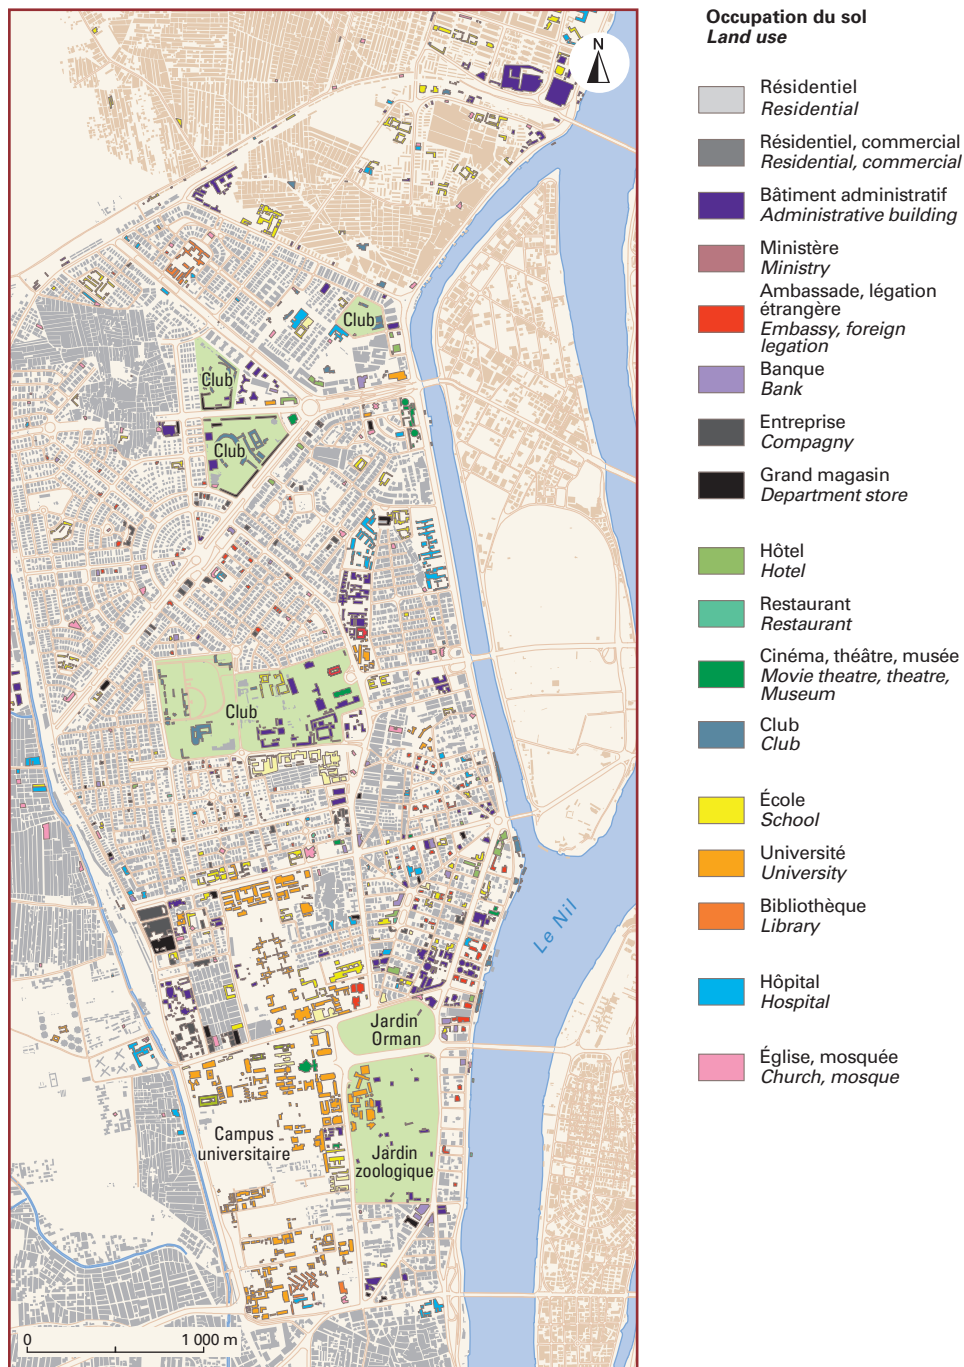 N
Club
Club
Club
Club
Le Nil
Jardin
Orman
Campus
universitaire
Jardin
zoologique
0
1 000 m
Occupation du sol
Land use
Résidentiel
Residential
Résidentiel, commercial
Residential, commercial
Bâtiment administratif
Administrative building
Ministère
Ministry
Ambassade, légation
étrangère
Embassy, foreign
legation
Banque
Bank
Entreprise
Compagny
Grand magasin
Department store
Hôtel
Hotel
Restaurant
Restaurant
Cinéma, théâtre, musée
Movie theatre, theatre,
Museum
Club
Club
École
School
Université
University
Bibliothèque
Library
Hôpital
Hospital
Église, mosquée
Church, mosque